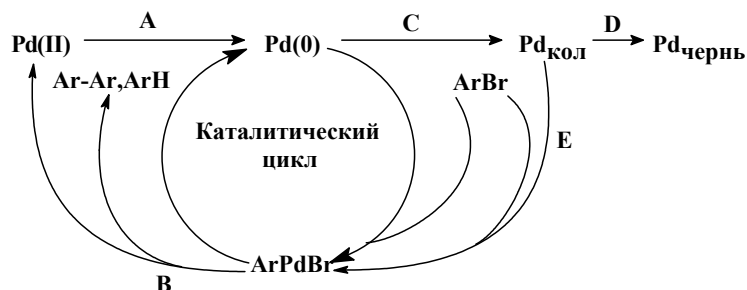 A C D
Pd(II) Pd(0) Pdкол Pdчернь
Ar-Ar,ArH ArBr
Каталитический
цикл
E
ArPdBr
B